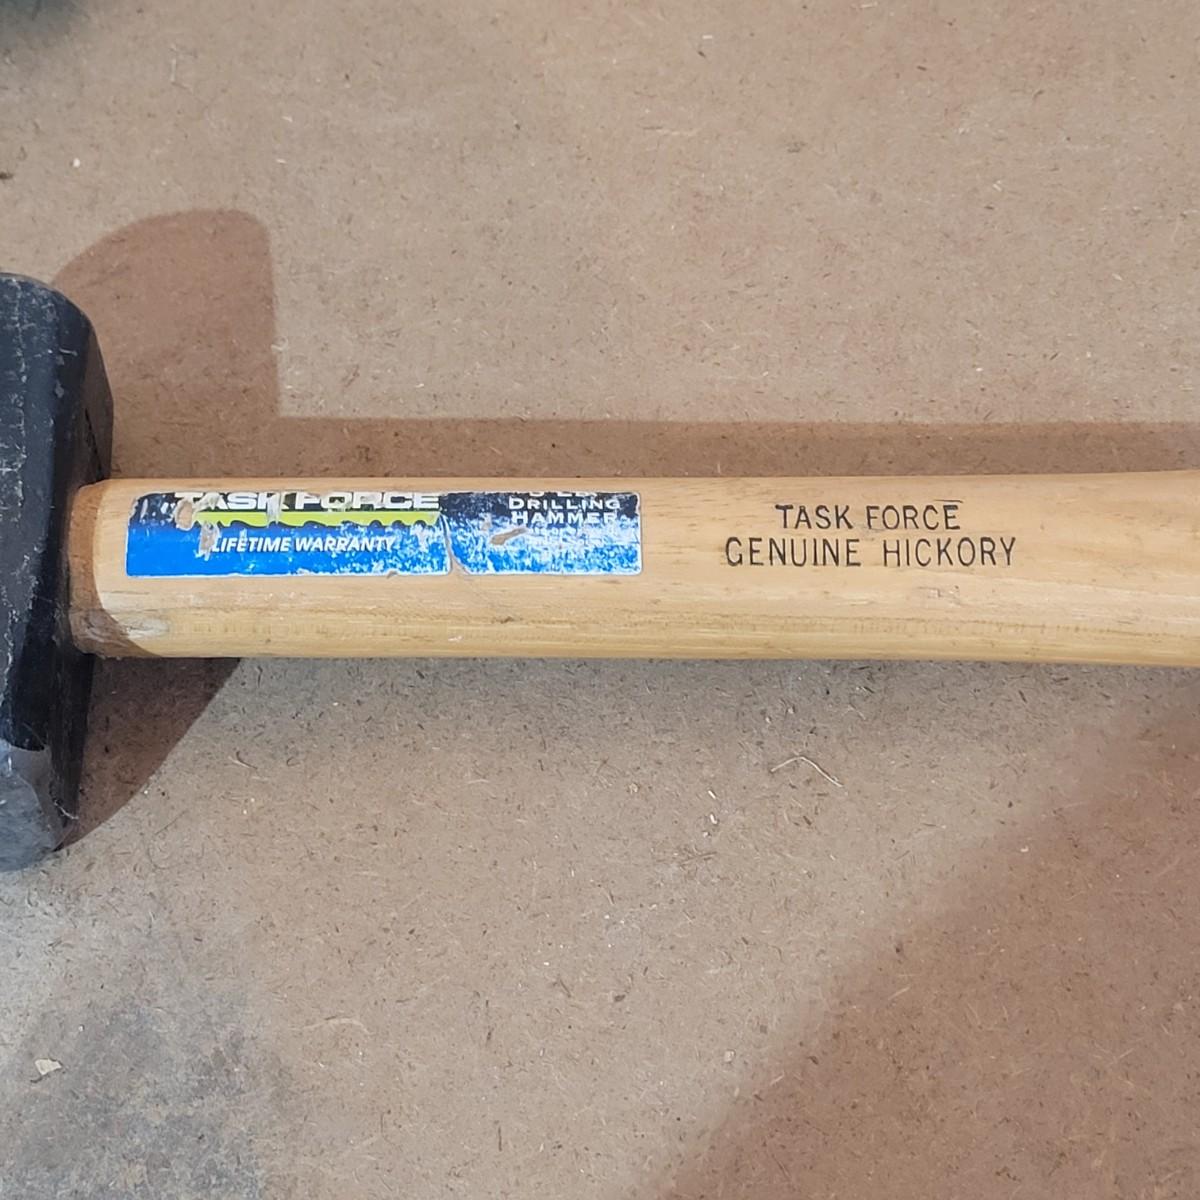 TASK FORCE
LIFETIME WARRANTY
DRILLING
HAMMER
TASK FORCE
GENUINE HICKORY